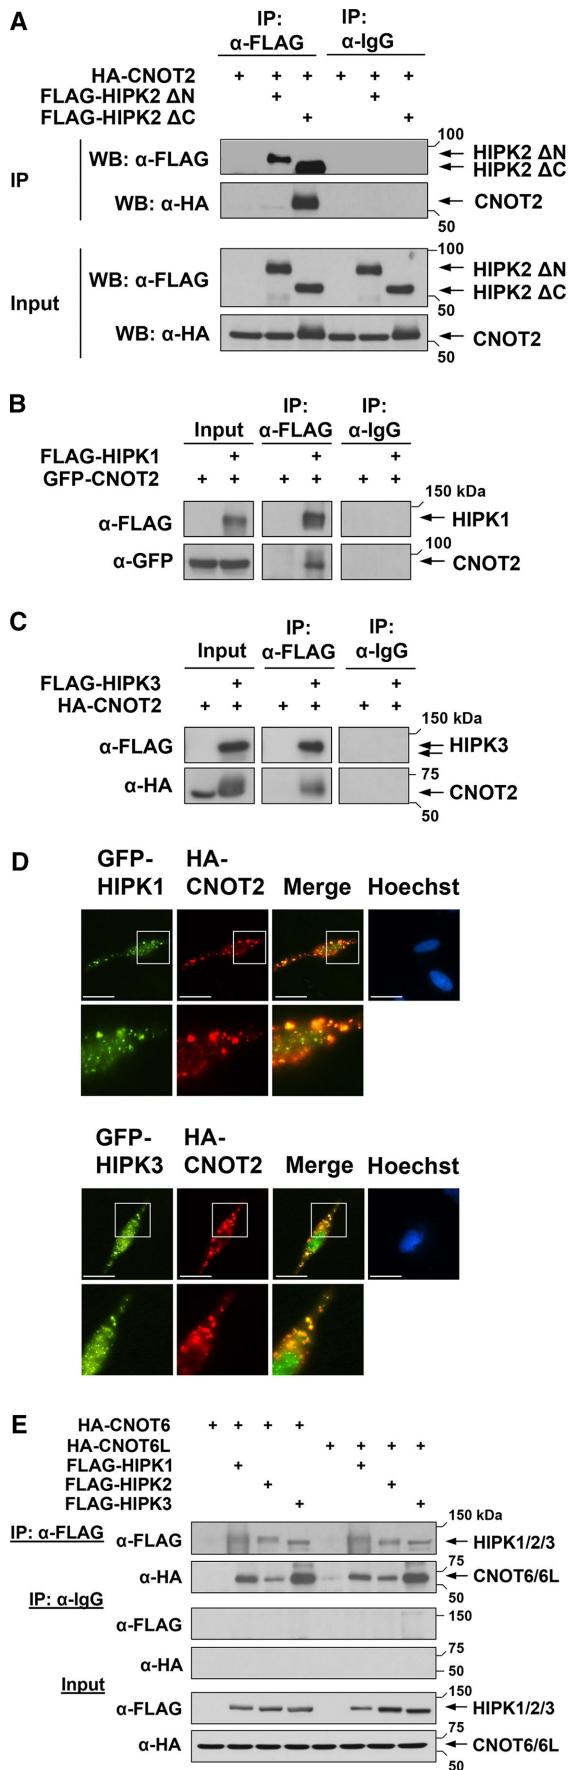 A
IP: IP:
α-FLAG α-IgG
HA-CNOT2 + + + + + +
FLAG-HIPK2 ΔN + +
FLAG-HIPK2 ΔC + +
100
IP WB: α-FLAG HIPK2 ΔN
HIPK2 ΔC
WB: α-HA CNOT2
50
100
Input WB: α-FLAG HIPK2 ΔN
HIPK2 ΔC
50
WB: α-HA CNOT2
50
B
IP: IP:
Input α-FLAG α-IgG
FLAG-HIPK1 + + +
GFP-CNOT2 + + + + + +
150 kDa
α-FLAG HIPK1
100
α-GFP CNOT2
C
IP: IP:
Input α-FLAG α-IgG
FLAG-HIPK3 + + +
HA-CNOT2 + + + + + +
150 kDa
α-FLAG HIPK3
75
α-HA CNOT2
50
D
GFP- HA-
HIPK1 CNOT2 Merge Hoechst
GFP- HA-
HIPK3 CNOT2 Merge Hoechst
E
HA-CNOT6 + + + +
HA-CNOT6L + + + +
FLAG-HIPK1 + +
FLAG-HIPK2 + +
FLAG-HIPK3 + +
150 kDa
IP: α-FLAG α-FLAG HIPK1/2/3
75
α-HA CNOT6/6L
50
IP: α-IgG
α-FLAG 150
75
α-HA 50
Input
150
α-FLAG HIPK1/2/3
75
α-HA CNOT6/6L
50